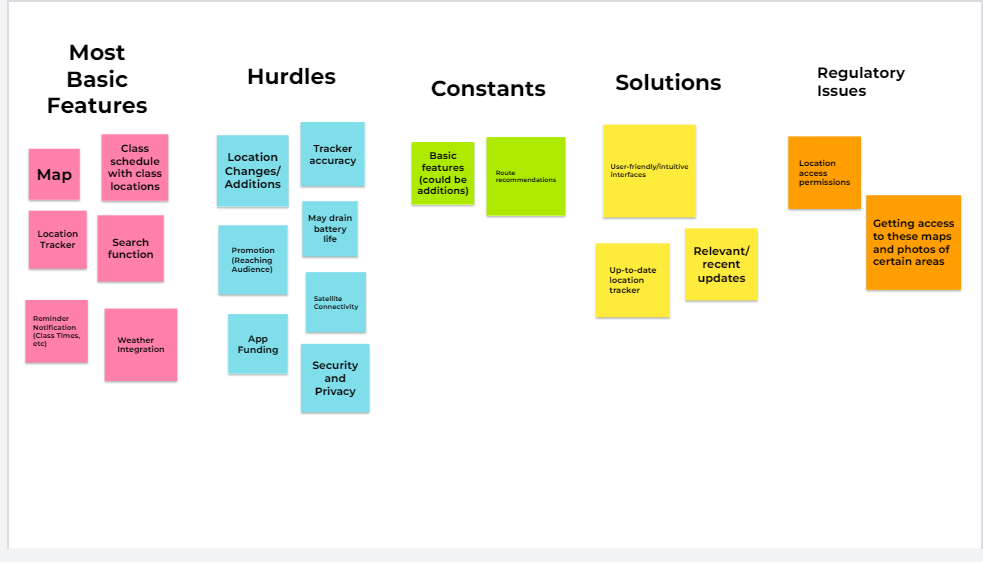 Most
Basic
Features
Map
Class
schedule
with class
locations
Location
Tracker
Search
function
Reminder
Notification
(Class Times,
etc)
Weather
Integration
Hurdles
Location
Changes/
Additions
Tracker
accuracy
Promotion
(Reaching
Audience)
May drain
battery
life
Satellite
Connectivity
App
Funding
Security
and
Privacy
Constants
Basic
features
(could be
additions)
Route
recommendations
Solutions
User-friendly/intuitive
interfaces
Up-to-date
location
tracker
Relevant/
recent
updates
Regulatory
Issues
Location
access
permissions
Getting access
to these maps
and photos of
certain areas